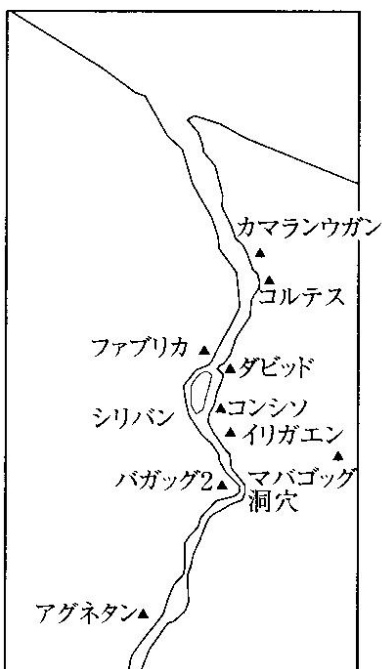 カマランウガン
コルテス
ファブリカ
ダビッド
シリバン
コンシソ
イリガエン
バガッグ2
マバゴッグ
洞穴
アグネタン